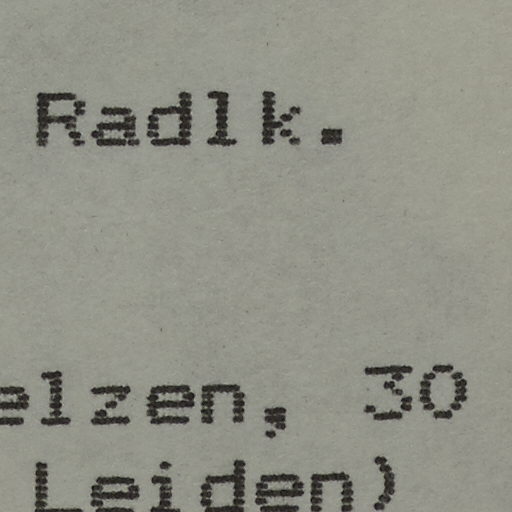 Radlk.
elzen, 30
Leiden)